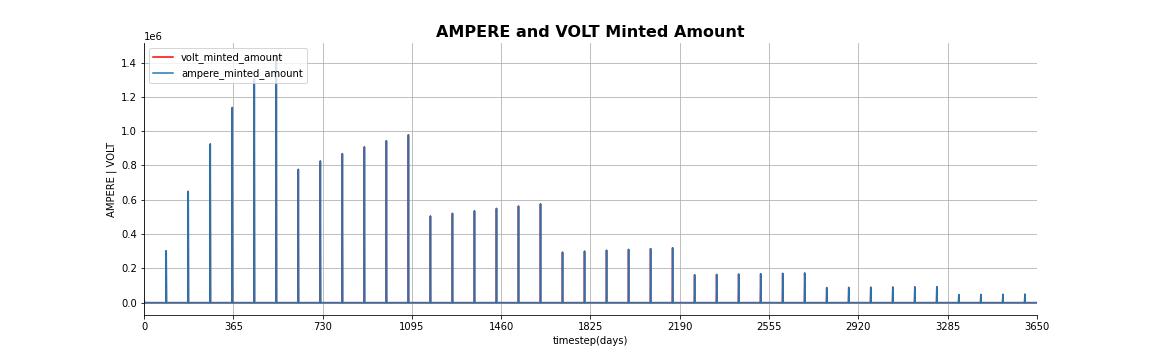 AMPERE and VOLT Minted Amount
1e6
volt_minted_amount
ampere_minted_amount
1.4
1.2
1.0
0.8
0.6
0.4
0.2
0.0
AMPERE | VOLT
0 365 730 1095 1460 1825 2190 2555 2920 3285 3650
timestep(days)